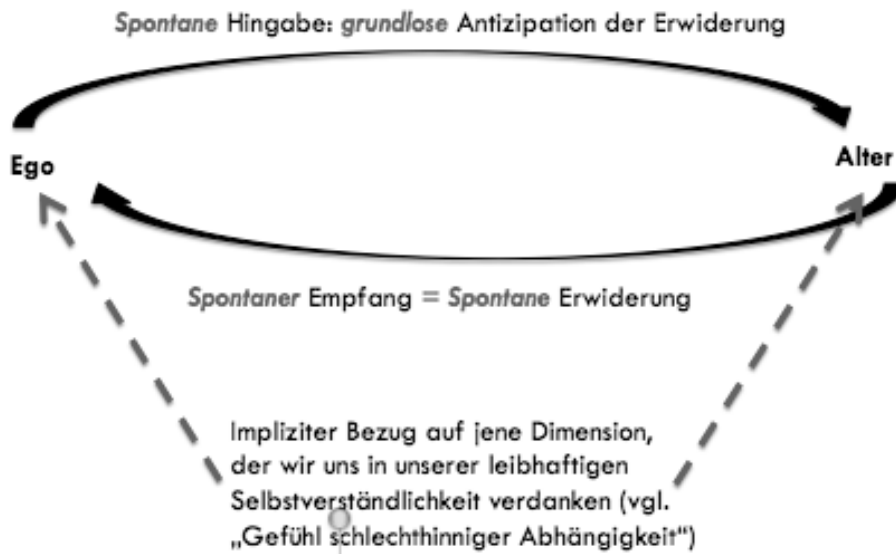 Spontane Hingabe: grundlose Antizipation der Erwiderung
Ego
Alter
Spontaner Empfang = Spontane Erwiderung
Impliziter Bezug auf jene Dimension,
der wir uns in unserer leibhaftigen
Selbstverständlichkeit verdanken (vgl.
„Gefühl schlechthinniger Abhängigkeit“)